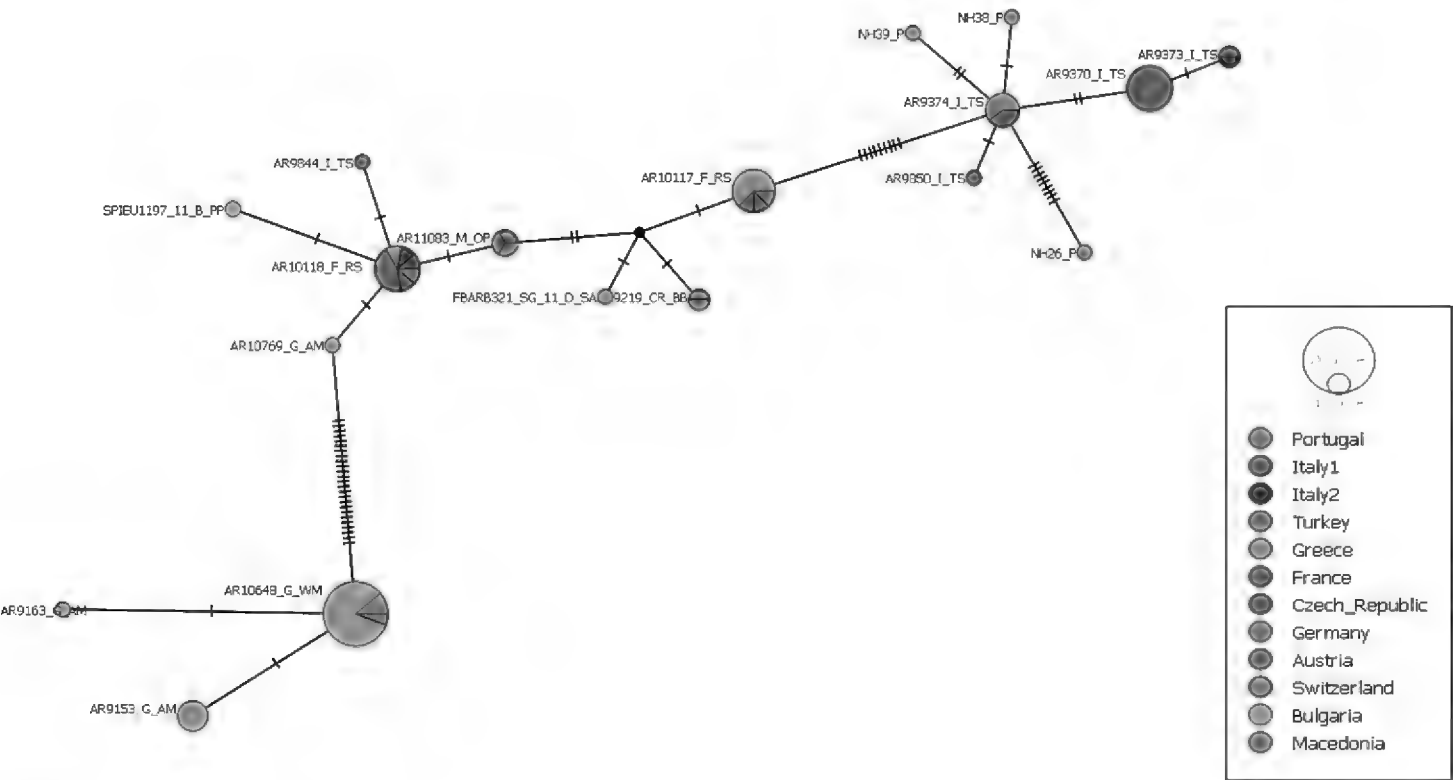 NH38_P
NH39_P
AR9373_I_TS
AR9370_I_TS
AR9374_I_TS
AR9844_I_TS
AR10117_F_RS
AR9850_I_TS
SPIEU1197_11_B_PP
AR11083_M_OP
NH26_P
AR10118_F_RS
FBARB321_SG_11_D_SA
9219_CR_BB
AR10769_G_AM
AR10648_G_WM
AR9163_G_AM
AR9153_G_AM
Portugal
Italy1
Italy2
Turkey
Greece
France
Czech_Republic
Germany
Austria
Switzerland
Bulgaria
Macedonia